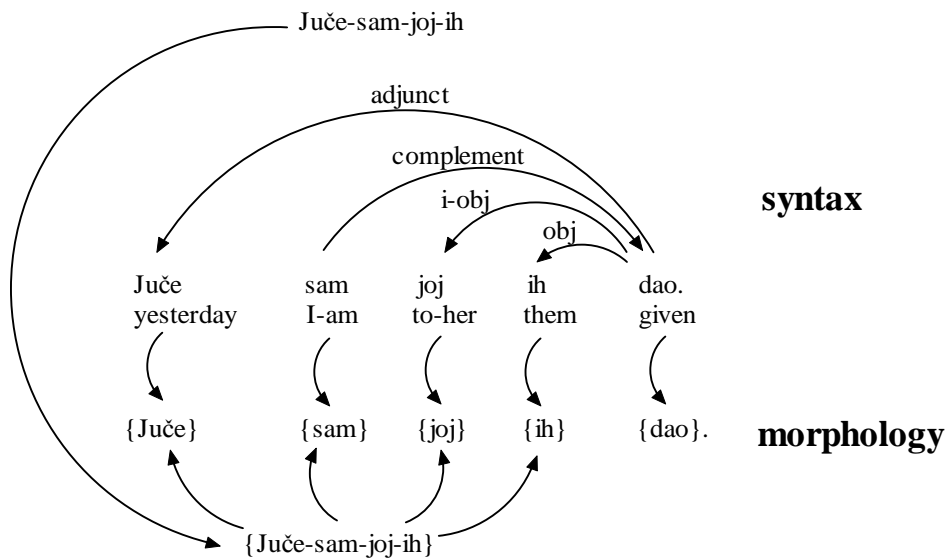 Juče-sam-joj-ih
adjunct
complement
i-obj
syntax
obj
Juče sam joj ih dao.
yesterday I-am to-her them given
{Juče} {sam} {joj} {ih} {dao}.
morphology
{Juče-sam-joj-ih}